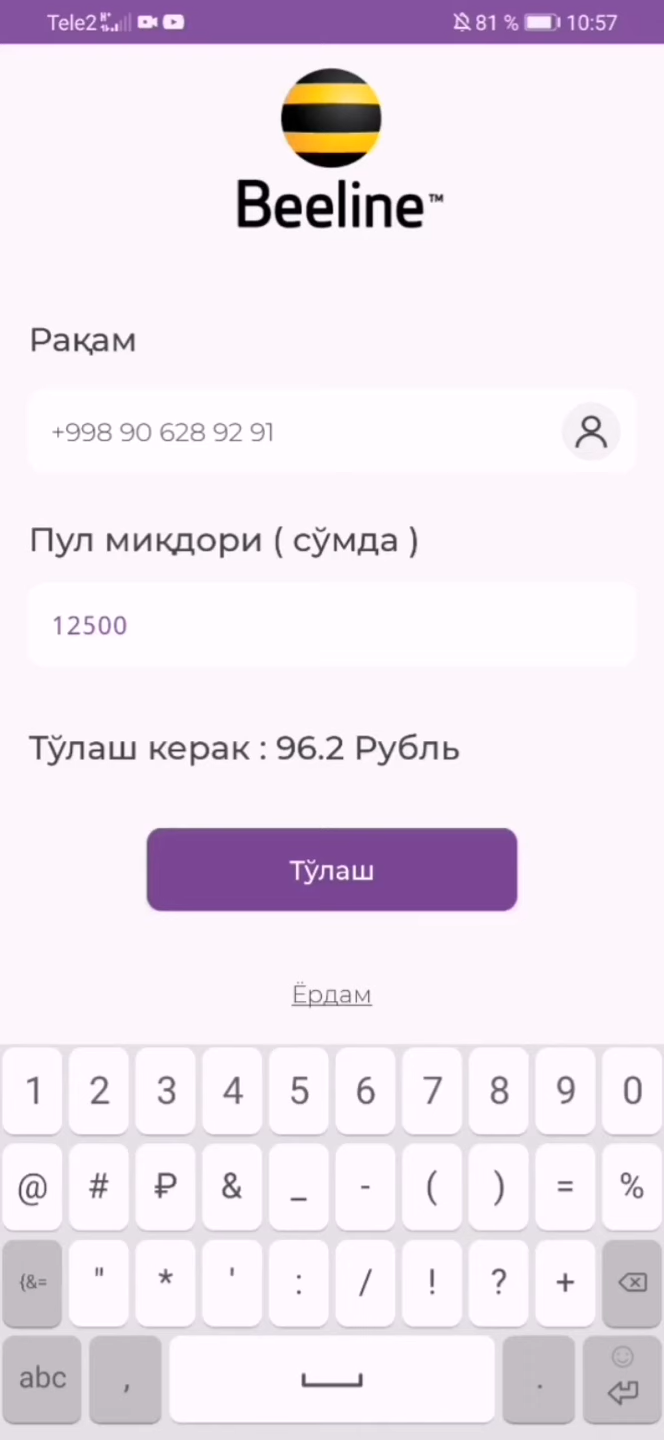 Tele2 81 % 10:57
Beeline™
Рақам
+998 90 628 92 91
Пул миқдори ( сўмда )
12500
Тўлаш керак : 96.2 Рубль
Тўлаш
Ёрдам
1 2 3 4 5 6 7 8 9 0
@ # ₽ & _ - ( ) = %
{&= " * ' : / ! ? +
abc , .